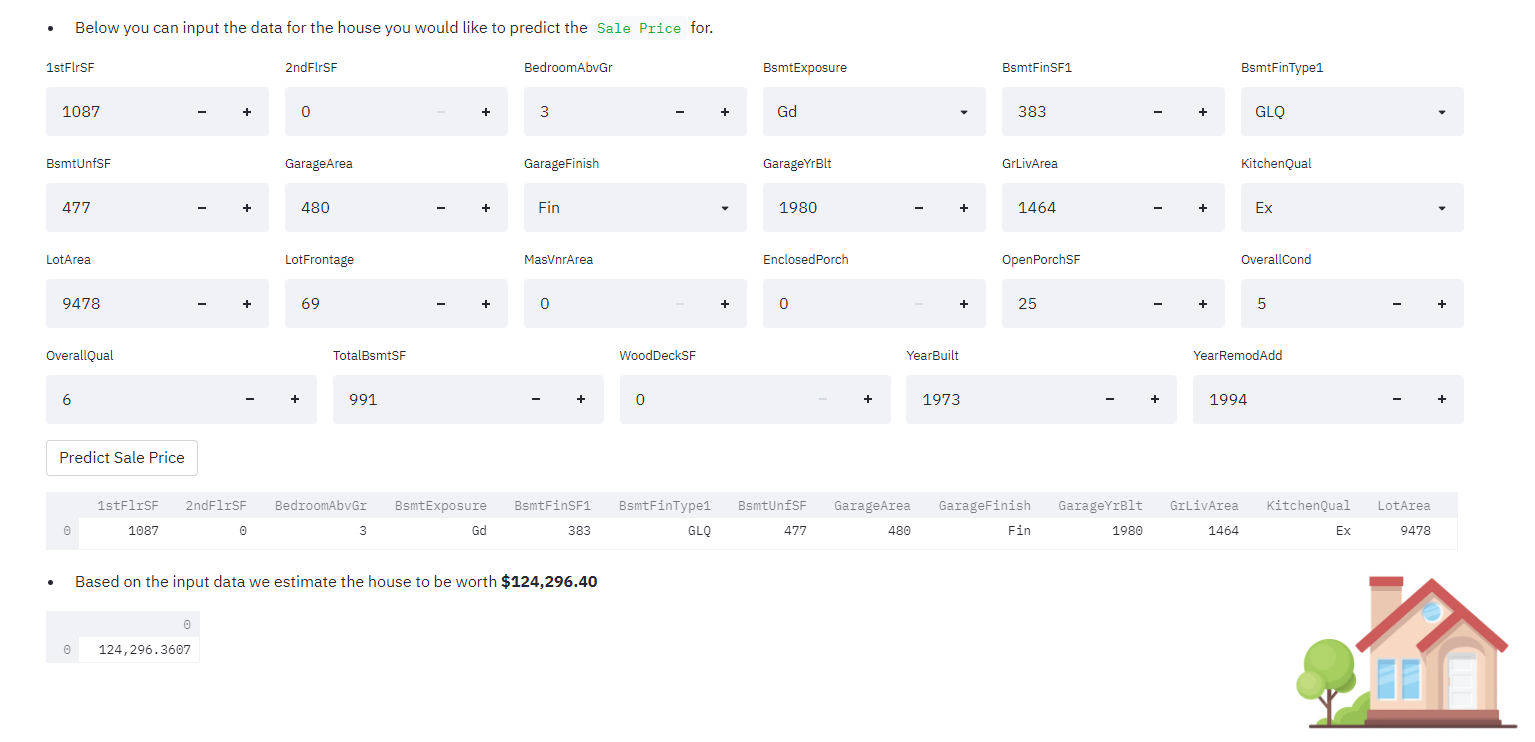 Below you can input the data for the house you would like to predict the Sale Price for.
1stFlrSF 2ndFlrSF BedroomAbvGr BsmtExposure BsmtFinSF1 BsmtFinType1
1087 0 3 Gd 383 GLQ
BsmtUnfSF GarageArea GarageFinish GarageYrBlt GrLivArea KitchenQual
477 480 Fin 1980 1464 Ex
LotArea LotFrontage MasVnrArea EnclosedPorch OpenPorchSF OverallCond
9478 69 0 0 25 5
OverallQual TotalBsmtSF WoodDeckSF YearBuilt YearRemodAdd
6 991 0 1973 1994
Predict Sale Price
1stFlrSF 2ndFlrSF BedroomAbvGr BsmtExposure BsmtFinSF1 BsmtFinType1 BsmtUnfSF GarageArea GarageFinish GarageYrBlt GrLivArea KitchenQual LotArea
0 1087 0 3 Gd 383 GLQ 477 480 Fin 1980 1464 Ex 9478
Based on the input data we estimate the house to be worth $124,296.40
0
0 124,296.3607